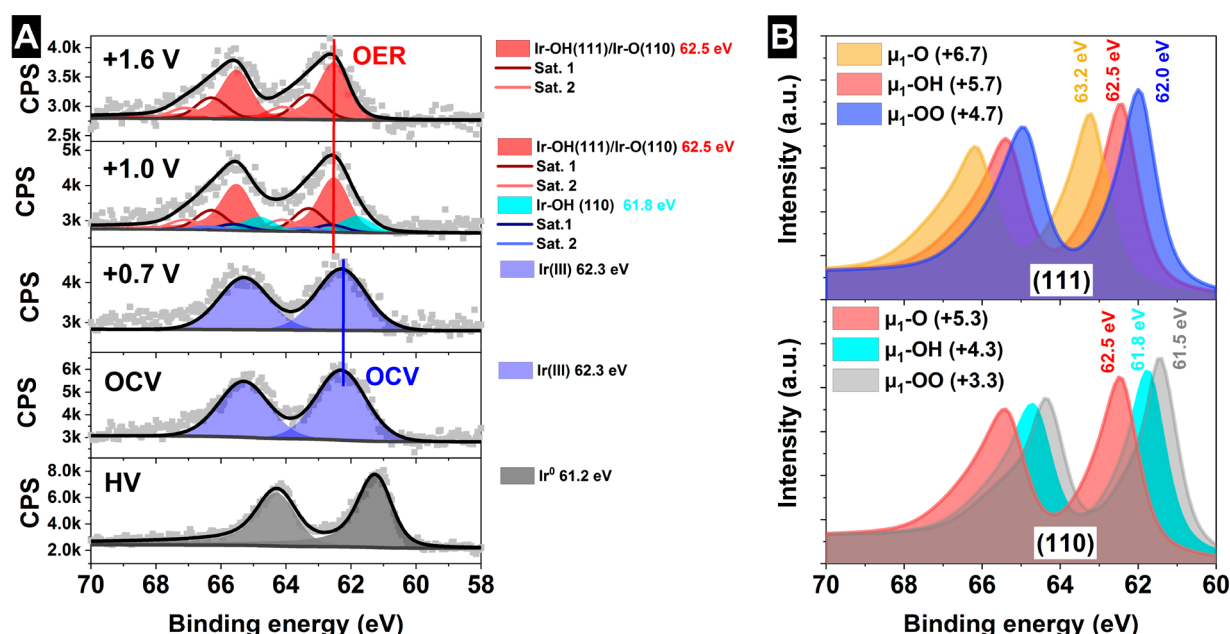 A
+1.6 V
OER
4.0k
3.5k
3.0k
2.5k
CPS
Ir-OH(111)/Ir-O(110) 62.5 eV
Sat. 1
Sat. 2
+1.0 V
5k
4k
3k
CPS
Ir-OH(111)/Ir-O(110) 62.5 eV
Sat. 1
Sat. 2
Ir-OH (110) 61.8 eV
Sat.1
Sat. 2
+0.7 V
4k
3k
CPS
Ir(III) 62.3 eV
OCV
OCV
6k
5k
4k
3k
CPS
Ir(III) 62.3 eV
HV
8.0k
6.0k
4.0k
2.0k
CPS
Ir⁰ 61.2 eV
70 68 66 64 62 60 58
Binding energy (eV)
B
μ₁-O (+6.7)
μ₁-OH (+5.7)
μ₁-OO (+4.7)
63.2 eV
62.5 eV
62.0 eV
Intensity (a.u.)
(111)
μ₁-O (+5.3)
μ₁-OH (+4.3)
μ₁-OO (+3.3)
62.5 eV
61.8 eV
61.5 eV
Intensity (a.u.)
(110)
70 68 66 64 62 60
Binding energy (eV)